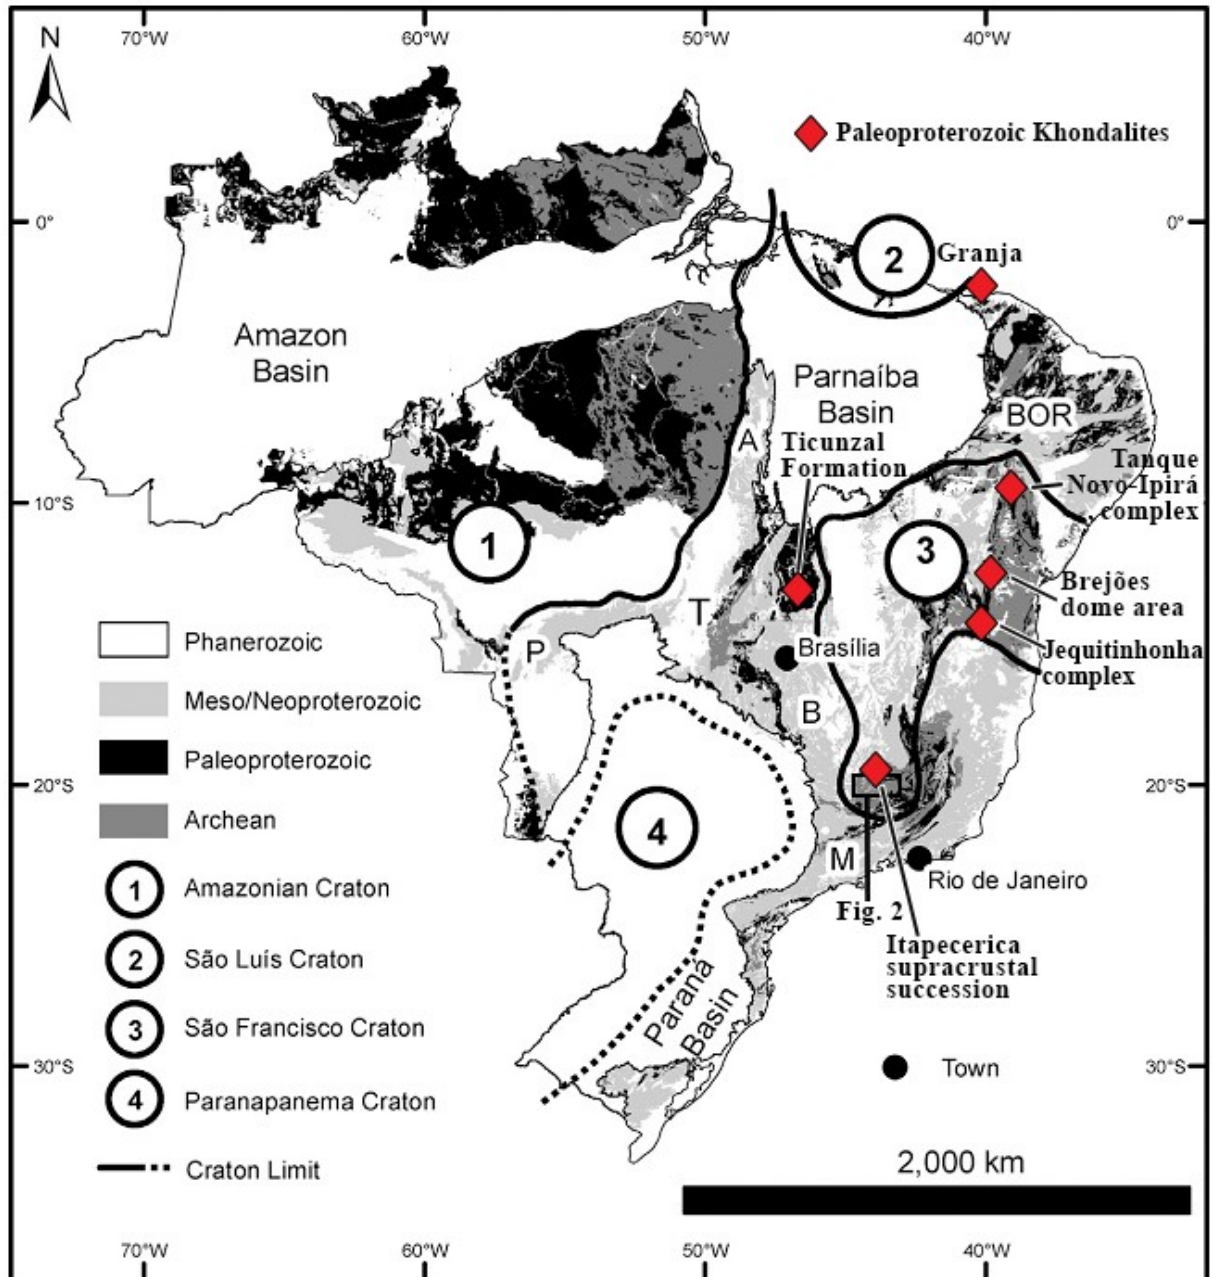 N
70°W
60°W
50°W
40°W
Paleoproterozoic Khondalites
0°
0°
2
Granja
Amazon
Basin
Parnaíba
Basin
BOR
A
Ticunzal
Formation
Tanque
Novo-Ipirá
complex
10°S
10°S
1
3
Brejões
dome area
T
P
Brasília
Jequitinhonha
complex
B
Phanerozoic
Meso/Neoproterozoic
Paleoproterozoic
Archean
20°S
20°S
4
M
Rio de Janeiro
Fig. 2
Itapecerica
supracrustal
succession
1
Amazonian Craton
2
São Luís Craton
3
São Francisco Craton
4
Paranapanema Craton
Craton Limit
Paraná
Basin
30°S
30°S
Town
2,000 km
70°W
60°W
50°W
40°W